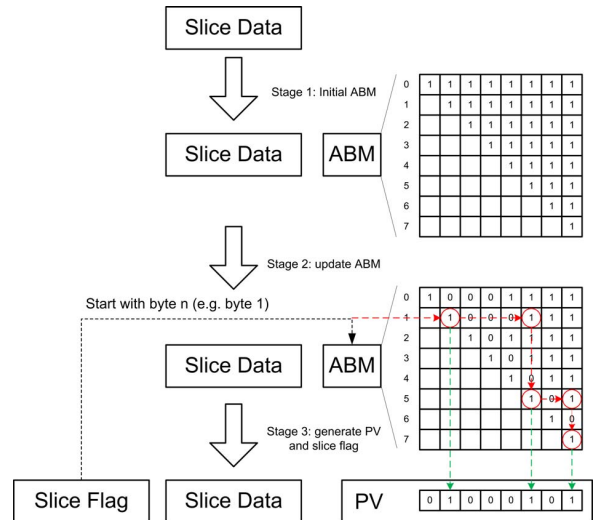 Slice Data
Stage 1: Initial ABM
Slice Data
ABM
0 1 1 1 1 1 1 1 1
1 1 1 1 1 1 1 1
2 1 1 1 1 1 1
3 1 1 1 1 1
4 1 1 1 1
5 1 1 1
6 1 1
7 1
Stage 2: update ABM
Start with byte n (e.g. byte 1)
Slice Data
ABM
0 1 0 0 0 1 1 1 1
1 1 0 0 0 1 1 1
2 1 0 1 1 1 1
3 1 0 1 1 1
4 1 0 1 1
5 1 0 1
6 1 0
7 1
Stage 3: generate PV
and slice flag
Slice Flag
Slice Data
PV
0 1 0 0 0 1 0 1